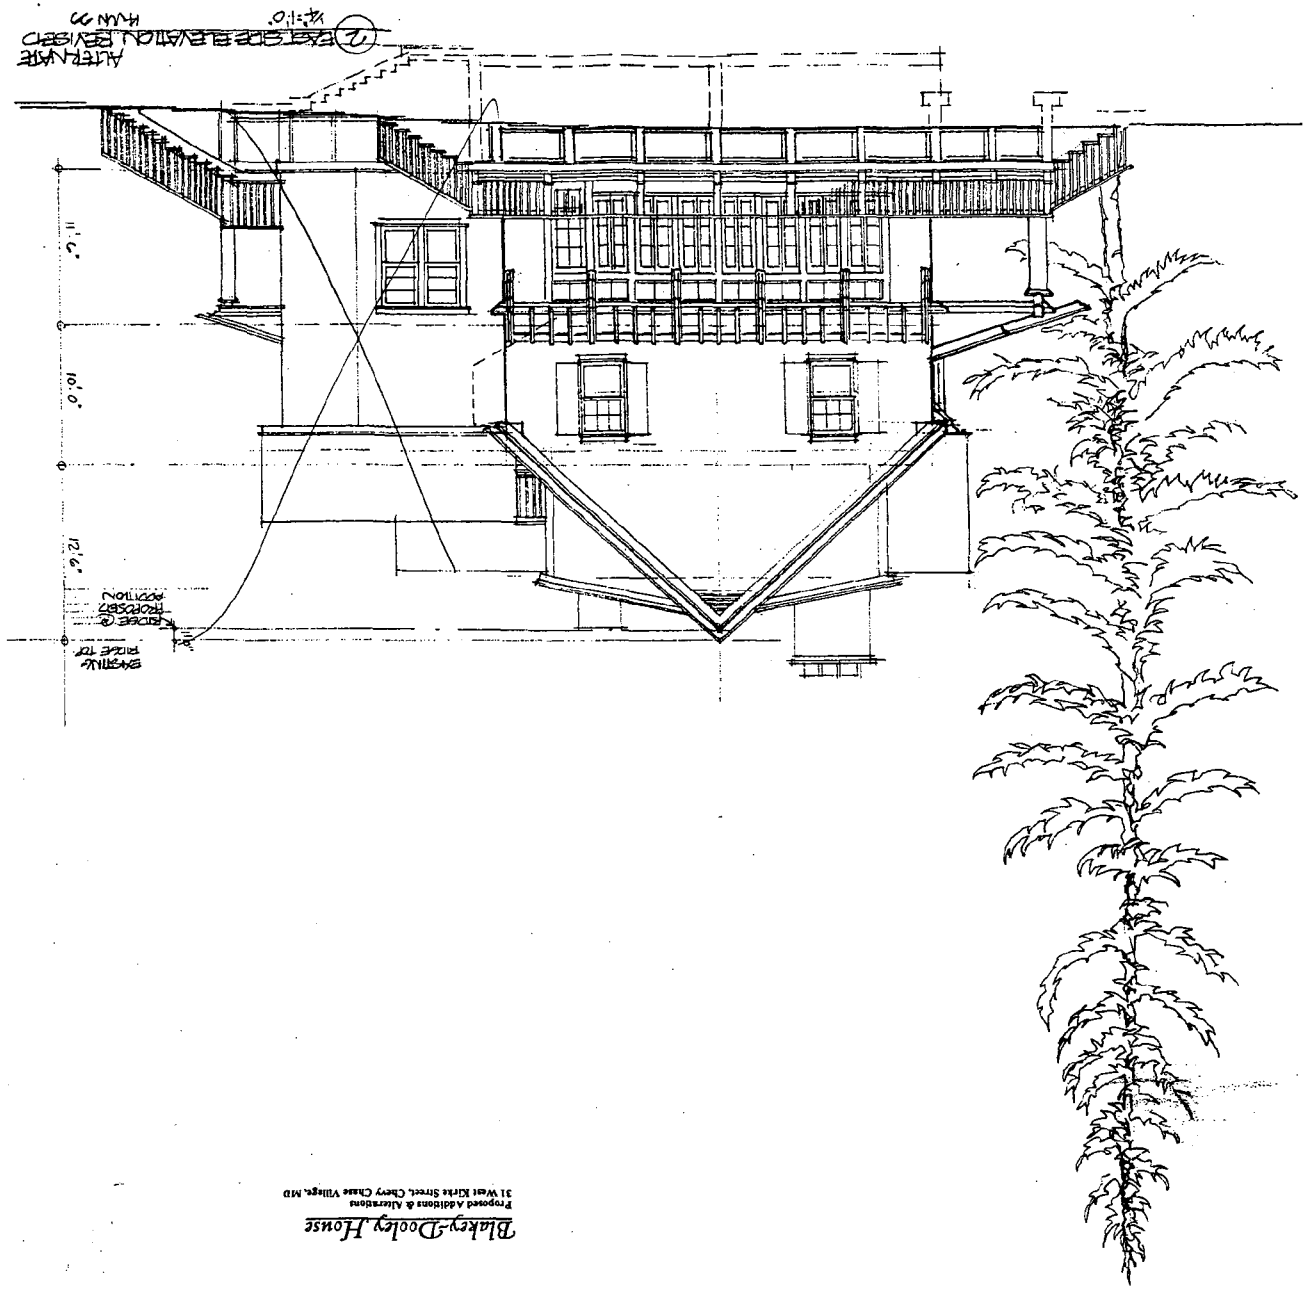 Blakey-Dooley House
Proposed Additions & Alterations
31 West Kirke Street, Chevy Chase Village, MD
EXISTING
RIDGE TOP
RIDGE @
PROPOSED
ADDITION
12'6"
10'0"
11'6"
ALTERNATE
2 EAST SIDE ELEVATION REVISED
1/4"=1'0"